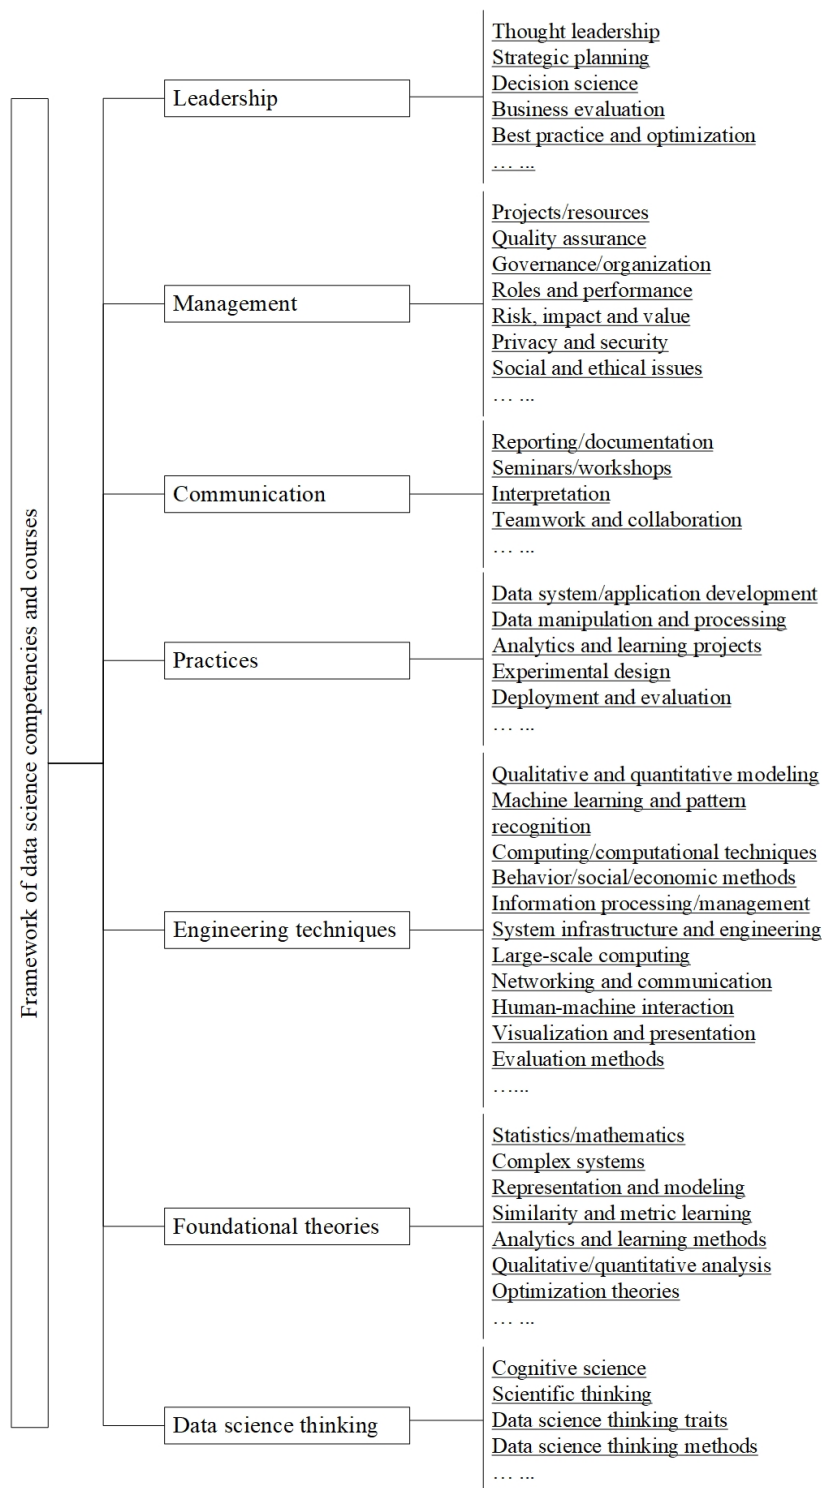 Framework of data science competencies and courses
Leadership
Thought leadership
Strategic planning
Decision science
Business evaluation
Best practice and optimization
… ...
Management
Projects/resources
Quality assurance
Governance/organization
Roles and performance
Risk, impact and value
Privacy and security
Social and ethical issues
… ...
Communication
Reporting/documentation
Seminars/workshops
Interpretation
Teamwork and collaboration
… ...
Practices
Data system/application development
Data manipulation and processing
Analytics and learning projects
Experimental design
Deployment and evaluation
… ...
Engineering techniques
Qualitative and quantitative modeling
Machine learning and pattern
recognition
Computing/computational techniques
Behavior/social/economic methods
Information processing/management
System infrastructure and engineering
Large-scale computing
Networking and communication
Human-machine interaction
Visualization and presentation
Evaluation methods
…...
Foundational theories
Statistics/mathematics
Complex systems
Representation and modeling
Similarity and metric learning
Analytics and learning methods
Qualitative/quantitative analysis
Optimization theories
… ...
Data science thinking
Cognitive science
Scientific thinking
Data science thinking traits
Data science thinking methods
… ...